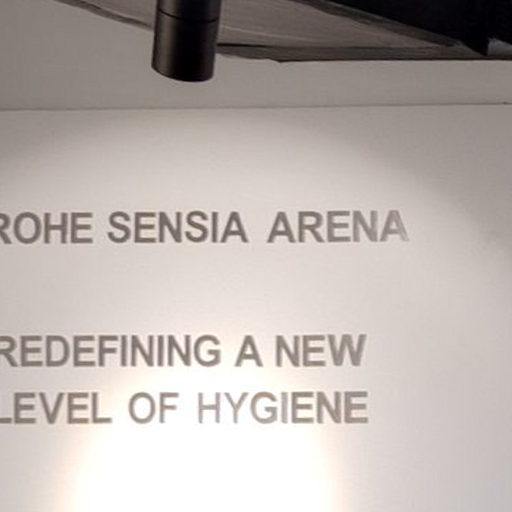 ROHE SENSIA ARENA
REDEFINING A NEW
LEVEL OF HYGIENE